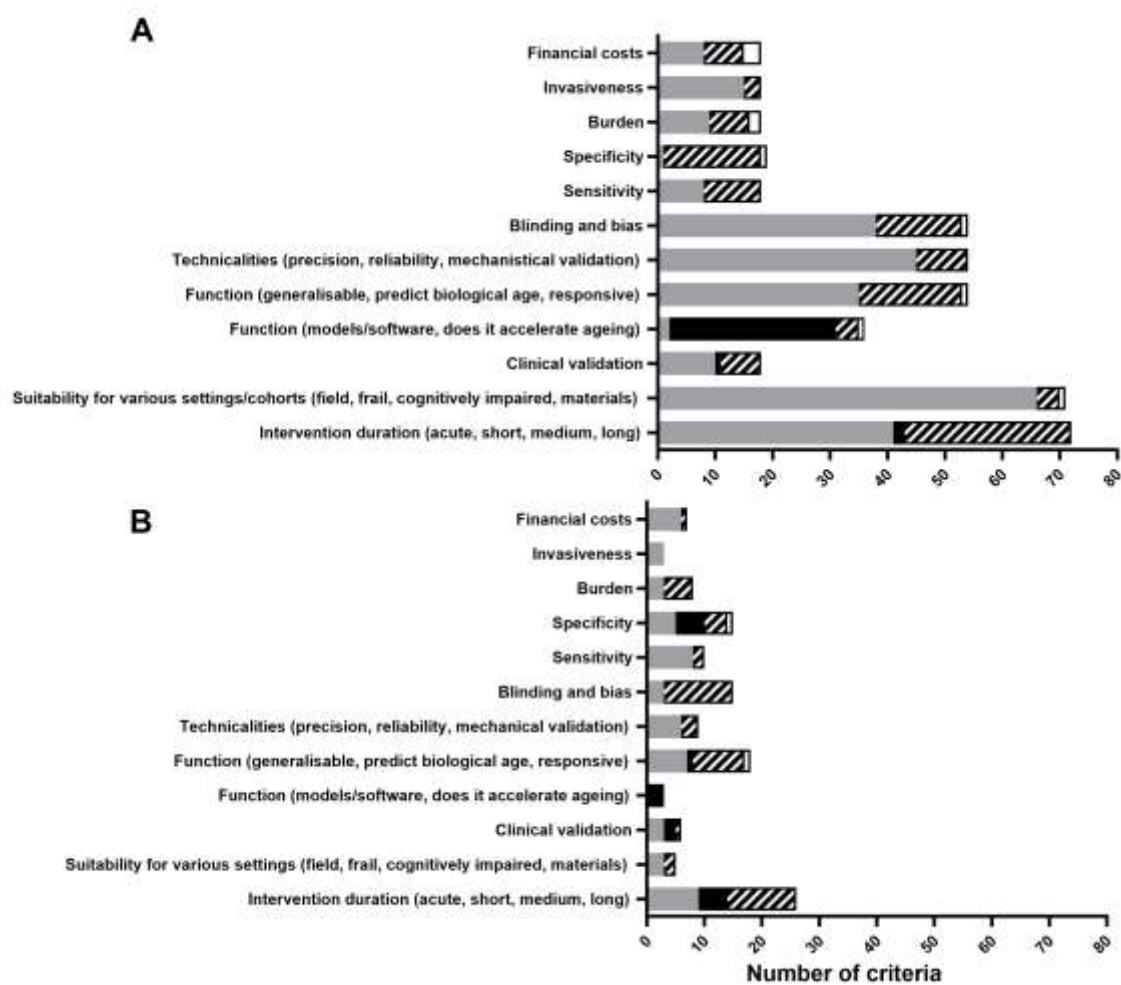 A
Financial costs
Invasiveness
Burden
Specificity
Sensitivity
Blinding and bias
Technicalities (precision, reliability, mechanistical validation)
Function (generalisable, predict biological age, responsive)
Function (models/software, does it accelerate ageing)
Clinical validation
Suitability for various settings/cohorts (field, frail, cognitively impaired, materials)
Intervention duration (acute, short, medium, long)
0 10 20 30 40 50 60 70 80
B
Financial costs
Invasiveness
Burden
Specificity
Sensitivity
Blinding and bias
Technicalities (precision, reliability, mechanical validation)
Function (generalisable, predict biological age, responsive)
Function (models/software, does it accelerate ageing)
Clinical validation
Suitability for various settings (field, frail, cognitively impaired, materials)
Intervention duration (acute, short, medium, long)
0 10 20 30 40 50 60 70 80
Number of criteria